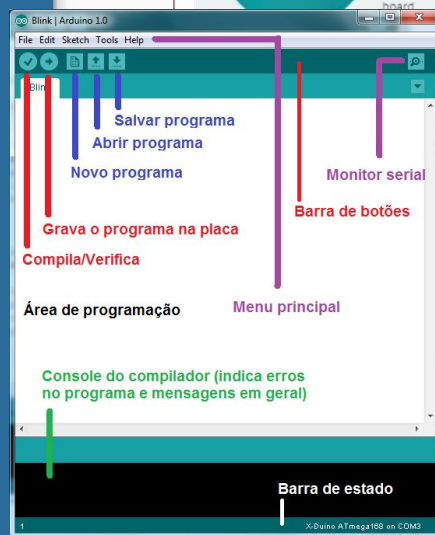 board
Blink | Arduino 1.0
File Edit Sketch Tools Help
Blink
Salvar programa
Abrir programa
Novo programa
Monitor serial
Barra de botões
Grava o programa na placa
Compila/Verifica
Área de programação
Menu principal
Console do compilador (indica erros
no programa e mensagens em geral)
Barra de estado
1
X-Duino ATmega168 on COM3